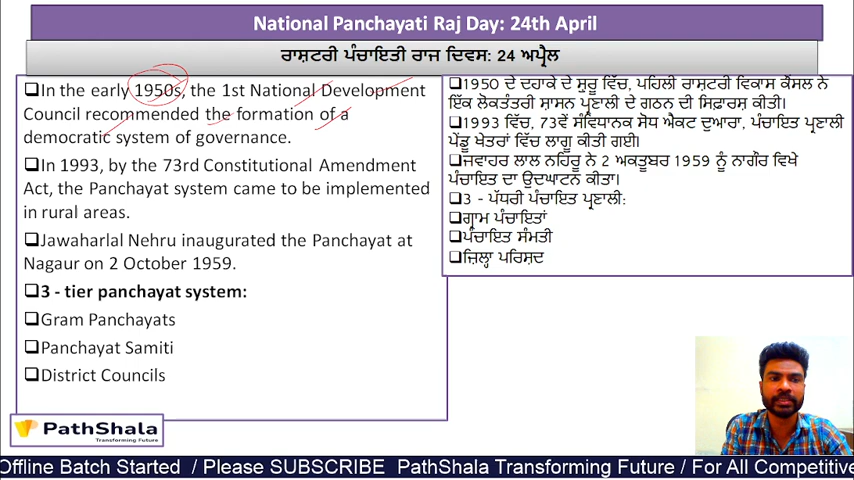 National Panchayati Raj Day: 24th April
ਰਾਸ਼ਟਰੀ ਪੰਚਾਇਤੀ ਰਾਜ ਦਿਵਸ: 24 ਅਪ੍ਰੈਲ
❑In the early 1950s, the 1st National Development
Council recommended the formation of a
democratic system of governance.
❑In 1993, by the 73rd Constitutional Amendment
Act, the Panchayat system came to be implemented
in rural areas.
❑Jawaharlal Nehru inaugurated the Panchayat at
Nagaur on 2 October 1959.
❑3 - tier panchayat system:
❑Gram Panchayats
❑Panchayat Samiti
❑District Councils
❑1950 ਦੇ ਦਹਾਕੇ ਦੇ ਸ਼ੁਰੂ ਵਿੱਚ, ਪਹਿਲੀ ਰਾਸ਼ਟਰੀ ਵਿਕਾਸ ਕੌਂਸਲ ਨੇ
ਇੱਕ ਲੋਕਤੰਤਰੀ ਸ਼ਾਸਨ ਪ੍ਰਣਾਲੀ ਦੇ ਗਠਨ ਦੀ ਸਿਫ਼ਾਰਸ਼ ਕੀਤੀ।
❑1993 ਵਿੱਚ, 73ਵੇਂ ਸੰਵਿਧਾਨਕ ਸੋਧ ਐਕਟ ਦੁਆਰਾ, ਪੰਚਾਇਤ ਪ੍ਰਣਾਲੀ
ਪੇਂਡੂ ਖੇਤਰਾਂ ਵਿੱਚ ਲਾਗੂ ਕੀਤੀ ਗਈ।
❑ਜਵਾਹਰ ਲਾਲ ਨਹਿਰੂ ਨੇ 2 ਅਕਤੂਬਰ 1959 ਨੂੰ ਨਾਗੌਰ ਵਿਖੇ
ਪੰਚਾਇਤ ਦਾ ਉਦਘਾਟਨ ਕੀਤਾ।
❑3 - ਪੱਧਰੀ ਪੰਚਾਇਤ ਪ੍ਰਣਾਲੀ:
❑ਗ੍ਰਾਮ ਪੰਚਾਇਤਾਂ
❑ਪੰਚਾਇਤ ਸੰਮਤੀ
❑ਜ਼ਿਲ੍ਹਾ ਪਰਿਸ਼ਦ
PathShala
Transforming Future
Offline Batch Started / Please SUBSCRIBE PathShala Transforming Future / For All Competitive